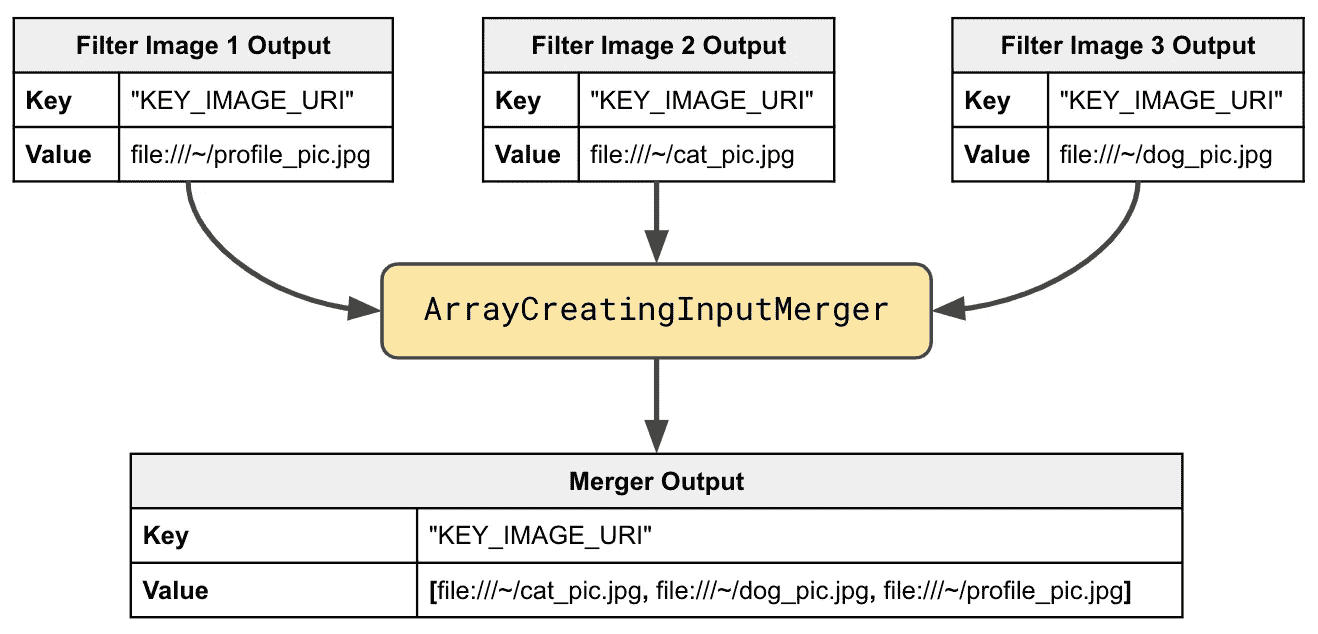 Filter Image 1 Output
Key "KEY_IMAGE_URI"
Value file:///~/profile_pic.jpg
Filter Image 2 Output
Key "KEY_IMAGE_URI"
Value file:///~/cat_pic.jpg
Filter Image 3 Output
Key "KEY_IMAGE_URI"
Value file:///~/dog_pic.jpg
ArrayCreatingInputMerger
Merger Output
Key "KEY_IMAGE_URI"
Value [file:///~/cat_pic.jpg, file:///~/dog_pic.jpg, file:///~/profile_pic.jpg]